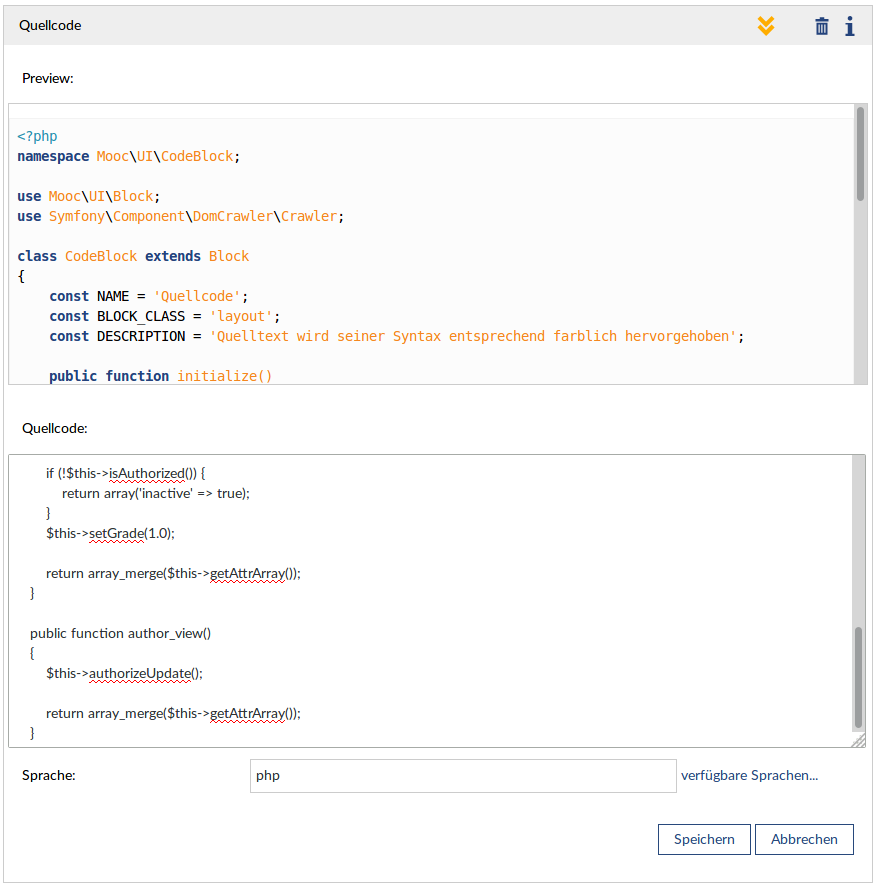 Quellcode
Preview:
<?php
namespace Mooc\UI\CodeBlock;
use Mooc\UI\Block;
use Symfony\Component\DomCrawler\Crawler;
class CodeBlock extends Block
{
const NAME = 'Quellcode';
const BLOCK_CLASS = 'layout';
const DESCRIPTION = 'Quelltext wird seiner Syntax entsprechend farblich hervorgehoben';
public function initialize()
Quellcode:
if (!$this->isAuthorized()) {
return array('inactive' => true);
}
$this->setGrade(1.0);
return array_merge($this->getAttrArray());
}
public function author_view()
{
$this->authorizeUpdate();
return array_merge($this->getAttrArray());
}
Sprache: php verfügbare Sprachen...
Speichern Abbrechen